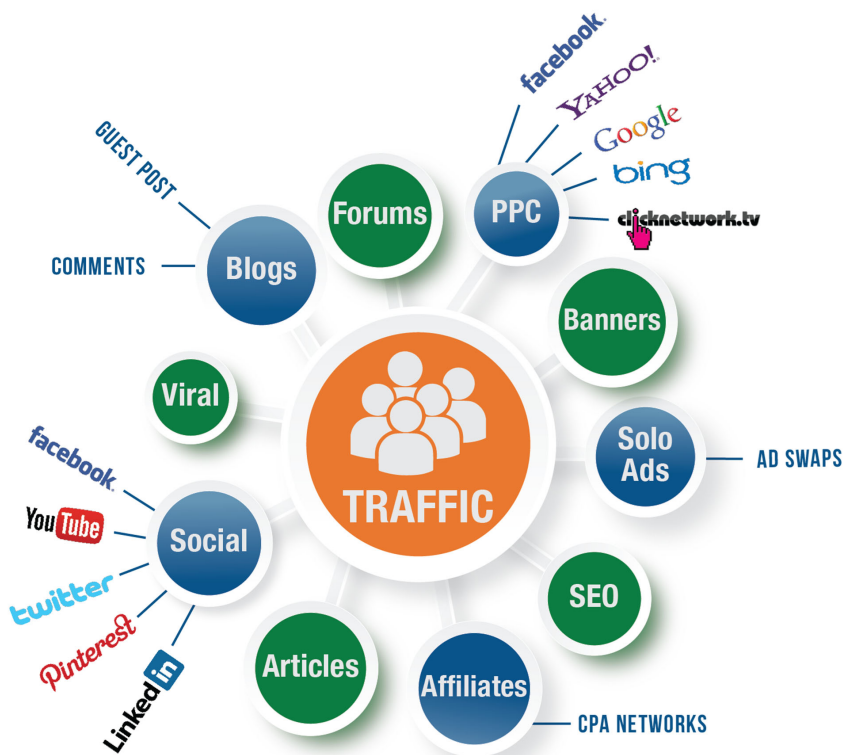 facebook.
YAHOO!
Google
bing
clicknetwork.tv
GUEST POST
COMMENTS
Forums
PPC
Blogs
Banners
Viral
Solo
Ads
AD SWAPS
TRAFFIC
facebook.
YouTube
twitter
Pinterest
Linked in
Social
SEO
Articles
Affiliates
CPA NETWORKS